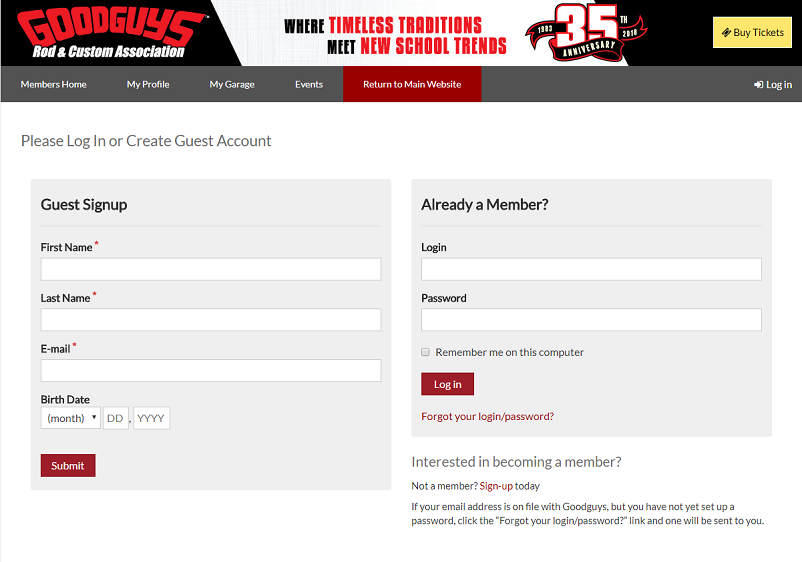 GOODGUYS™
Rod & Custom Association
WHERE TIMELESS TRADITIONS
MEET NEW SCHOOL TRENDS
35TH
1983 2018
ANNIVERSARY
Buy Tickets
Members Home My Profile My Garage Events Return to Main Website Log in
Please Log In or Create Guest Account
Guest Signup
First Name *
Last Name *
E-mail *
Birth Date
(month) DD , YYYY
Submit
Already a Member?
Login
Password
Remember me on this computer
Log in
Forgot your login/password?
Interested in becoming a member?
Not a member? Sign-up today
If your email address is on file with Goodguys, but you have not yet set up a
password, click the “Forgot your login/password?” link and one will be sent to you.